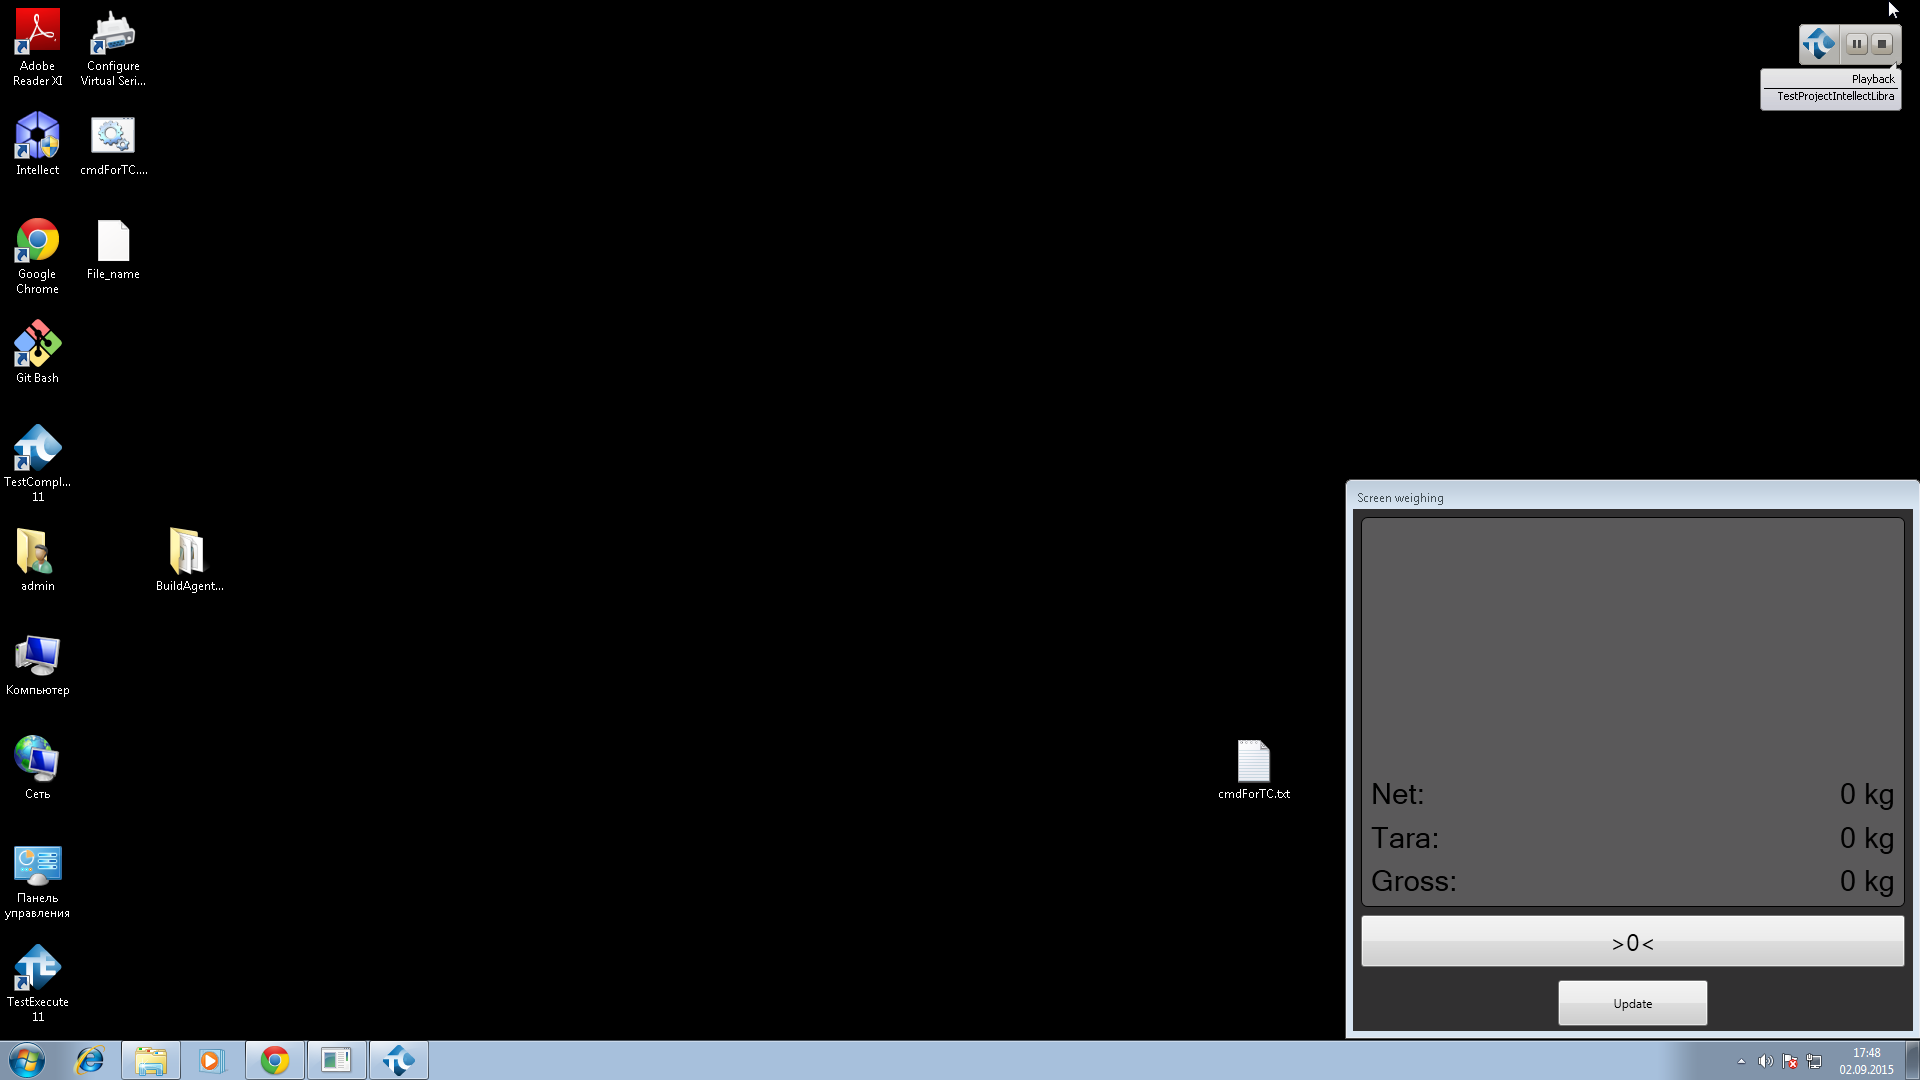 Adobe
Reader XI
Configure
Virtual Seri...
Intellect
cmdForTC....
Google
Chrome
File_name
Git Bash
TestCompl...
11
admin
BuildAgent...
Компьютер
Сеть
Панель
управления
TestExecute
11
cmdForTC.txt
Playback
TestProjectIntellectLibra
Screen weighing
Net: 0 kg
Tara: 0 kg
Gross: 0 kg
>0<
Update
17:48
02.09.2015